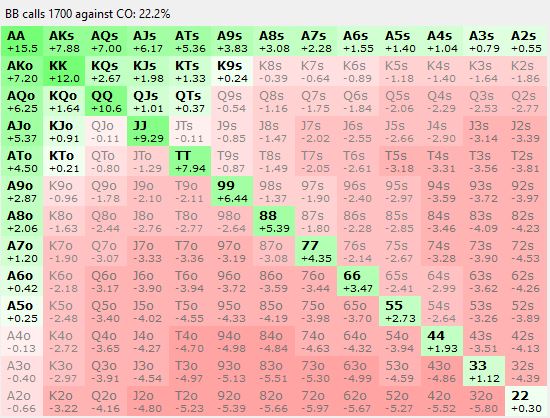 BB calls 1700 against CO: 22.2%
AA AKs AQs AJs ATs A9s A8s A7s A6s A5s A4s A3s A2s
+15.5 +7.88 +7.00 +6.17 +5.36 +3.83 +3.08 +2.28 +1.55 +1.40 +1.04 +0.79 +0.55
AKo KK KQs KJs KTs K9s K8s K7s K6s K5s K4s K3s K2s
+7.20 +12.0 +2.67 +1.98 +1.33 +0.24 -0.39 -0.64 -0.89 -1.18 -1.40 -1.64 -1.86
AQo KQo QQ QJs QTs Q9s Q8s Q7s Q6s Q5s Q4s Q3s Q2s
+6.25 +1.64 +10.6 +1.01 +0.37 -0.54 -1.16 -1.75 -1.84 -2.06 -2.29 -2.53 -2.77
AJo KJo QJo JJ JTs J9s J8s J7s J6s J5s J4s J3s J2s
+5.37 +0.91 -0.11 +9.29 -0.11 -0.85 -1.47 -2.02 -2.55 -2.66 -2.90 -3.14 -3.39
ATo KTo QTo JTo TT T9s T8s T7s T6s T5s T4s T3s T2s
+4.50 +0.21 -0.80 -1.29 +7.94 -0.87 -1.49 -2.05 -2.61 -3.18 -3.31 -3.56 -3.81
A9o K9o Q9o J9o T9o 99 98s 97s 96s 95s 94s 93s 92s
+2.87 -0.96 -1.78 -2.10 -2.11 +6.44 -1.37 -1.90 -2.40 -2.97 -3.59 -3.72 -3.97
A8o K8o Q8o J8o T8o 98o 88 87s 86s 85s 84s 83s 82s
+2.06 -1.63 -2.44 -2.76 -2.77 -2.64 +5.39 -1.80 -2.28 -2.85 -3.46 -4.09 -4.23
A7o K7o Q7o J7o T7o 97o 87o 77 76s 75s 74s 73s 72s
+1.20 -1.90 -3.07 -3.33 -3.36 -3.19 -3.08 +4.35 -2.14 -2.67 -3.28 -3.90 -4.53
A6o K6o Q6o J6o T6o 96o 86o 76o 66 65s 64s 63s 62s
+0.42 -2.18 -3.17 -3.90 -3.94 -3.72 -3.59 -3.44 +3.47 -2.41 -2.99 -3.62 -4.26
A5o K5o Q5o J5o T5o 95o 85o 75o 65o 55 54s 53s 52s
+0.25 -2.48 -3.40 -4.02 -4.55 -4.33 -4.19 -3.98 -3.70 +2.73 -2.64 -3.26 -3.89
A4o K4o Q4o J4o T4o 94o 84o 74o 64o 54o 44 43s 42s
-0.13 -2.72 -3.65 -4.27 -4.70 -4.98 -4.84 -4.63 -4.32 -3.94 +1.93 -3.51 -4.13
A3o K3o Q3o J3o T3o 93o 83o 73o 63o 53o 43o 33 32s
-0.40 -2.97 -3.91 -4.54 -4.97 -5.13 -5.51 -5.30 -4.99 -4.59 -4.86 +1.12 -4.39
A2o K2o Q2o J2o T2o 92o 82o 72o 62o 52o 42o 32o 22
-0.66 -3.22 -4.16 -4.80 -5.23 -5.39 -5.66 -5.97 -5.67 -5.27 -5.52 -5.80 +0.30